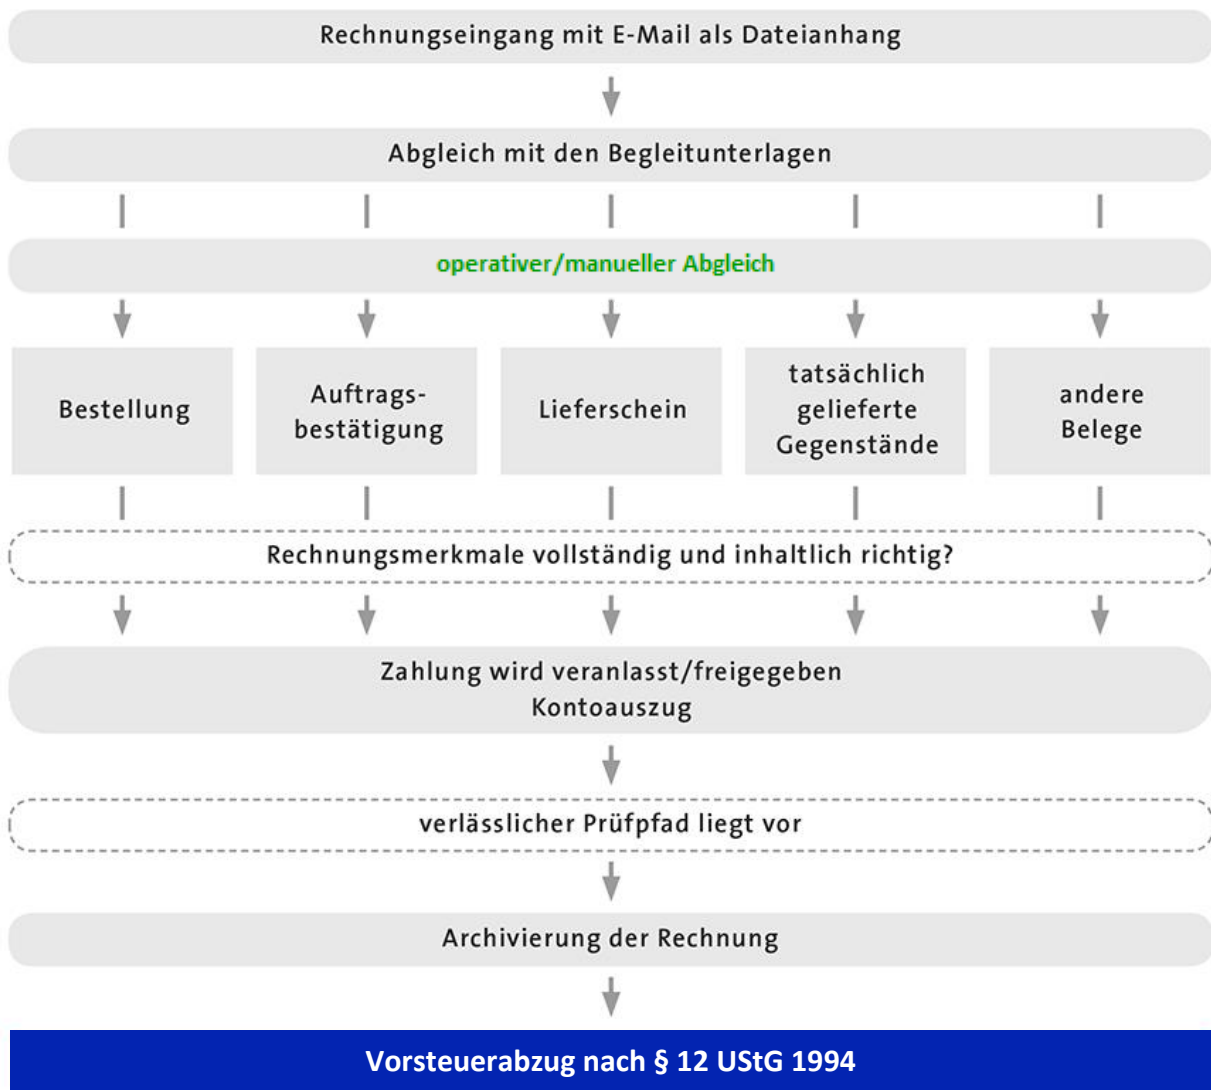 Rechnungseingang mit E-Mail als Dateianhang
Abgleich mit den Begleitunterlagen
operativer/manueller Abgleich
Bestellung
Auftrags-
bestätigung
Lieferschein
tatsächlich
gelieferte
Gegenstände
andere
Belege
Rechnungsmerkmale vollständig und inhaltlich richtig?
Zahlung wird veranlasst/freigegeben
Kontoauszug
verlässlicher Prüfpfad liegt vor
Archivierung der Rechnung
Vorsteuerabzug nach § 12 UStG 1994